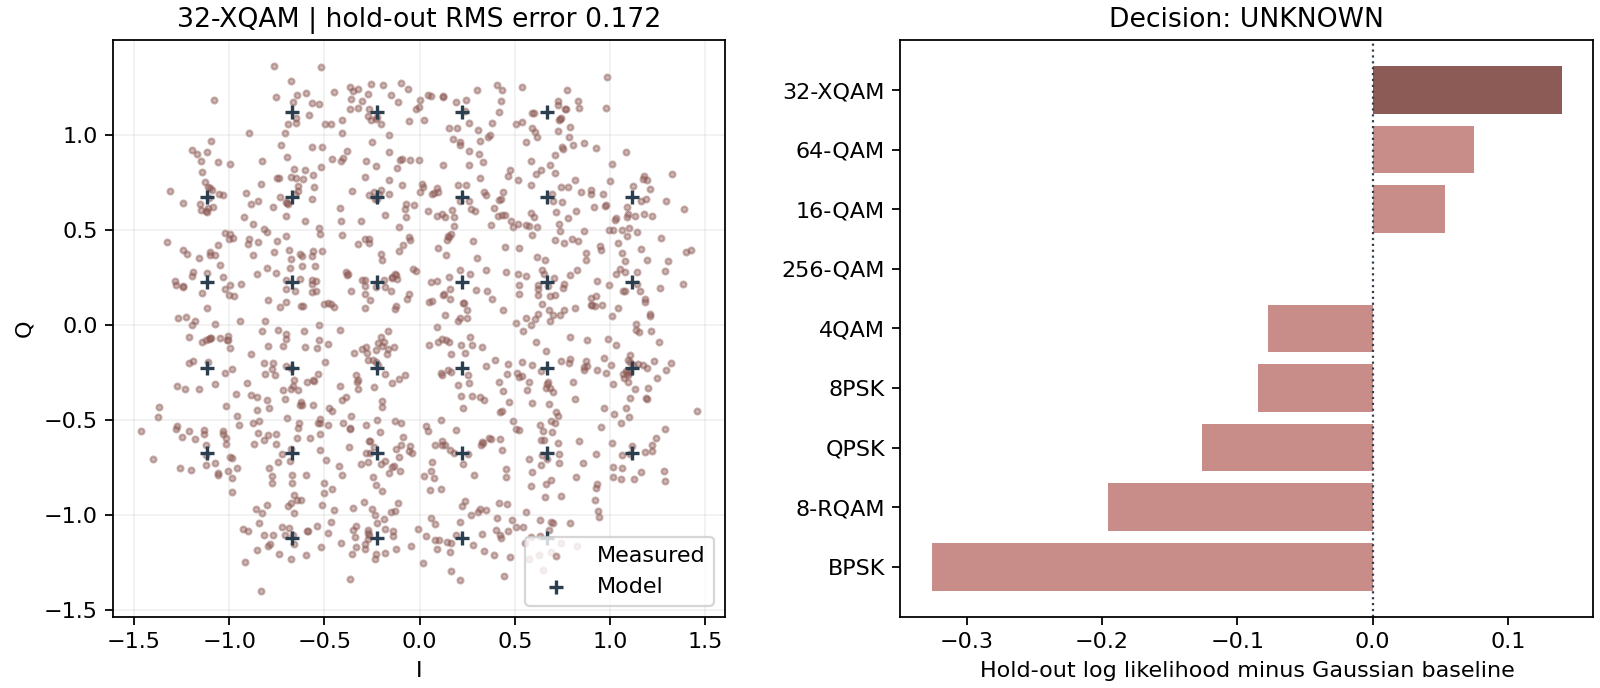 32-XQAM | hold-out RMS error 0.172
1.0
0.5
0.0
−0.5
−1.0
−1.5
Q
−1.5 −1.0 −0.5 0.0 0.5 1.0 1.5
I
Measured
Model
Decision: UNKNOWN
32-XQAM
64-QAM
16-QAM
256-QAM
4QAM
8PSK
QPSK
8-RQAM
BPSK
−0.3 −0.2 −0.1 0.0 0.1
Hold-out log likelihood minus Gaussian baseline